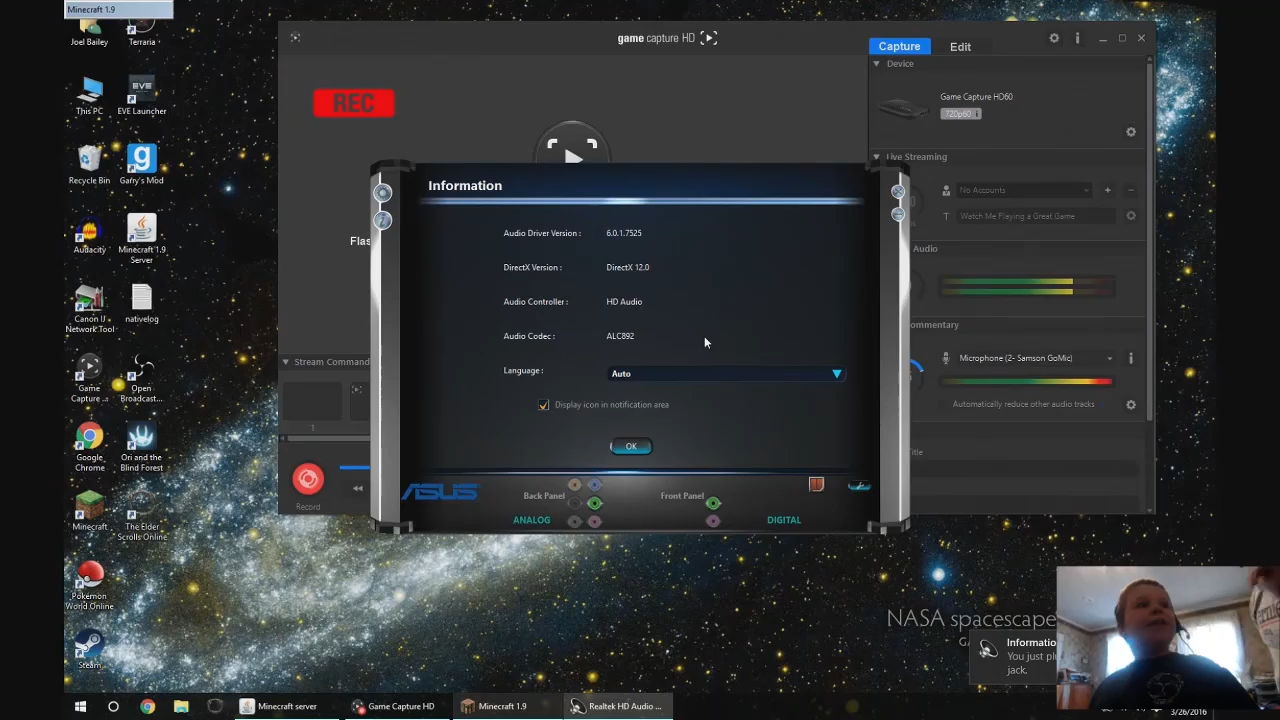 Minecraft 1.9
Joel Bailey
Terraria
This PC
EVE Launcher
Recycle Bin
Garry's Mod
Audacity
Minecraft 1.9
Server
Canon IJ
Network Tool
nativelog
Game
Capture ...
Open
Broadcast...
Google
Chrome
Ori and the
Blind Forest
Minecraft
The Elder
Scrolls Online
Pokemon
World Online
Steam
game capture HD
Capture
Edit
REC
Flas
Device
Game Capture HD60
720p60
Live Streaming
No Accounts
T
Watch Me Playing a Great Game
Audio
ommentary
Microphone (2- Samson GoMic)
Automatically reduce other audio tracks
Title
Stream Command
1
Record
Information
Audio Driver Version :
6.0.1.7525
DirectX Version :
DirectX 12.0
Audio Controller :
HD Audio
Audio Codec :
ALC892
Language :
Auto
Display icon in notification area
OK
ASUS
Back Panel
Front Panel
ANALOG
DIGITAL
NASA spacescape
Informatio
You just plu
jack.
Minecraft server
Game Capture HD
Minecraft 1.9
Realtek HD Audio ...
3/26/2016